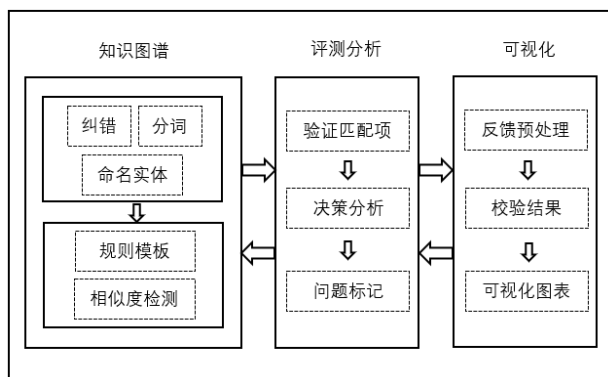 知识图谱
评测分析
可视化
纠错
分词
命名实体
规则模板
相似度检测
验证匹配项
决策分析
问题标记
反馈预处理
校验结果
可视化图表